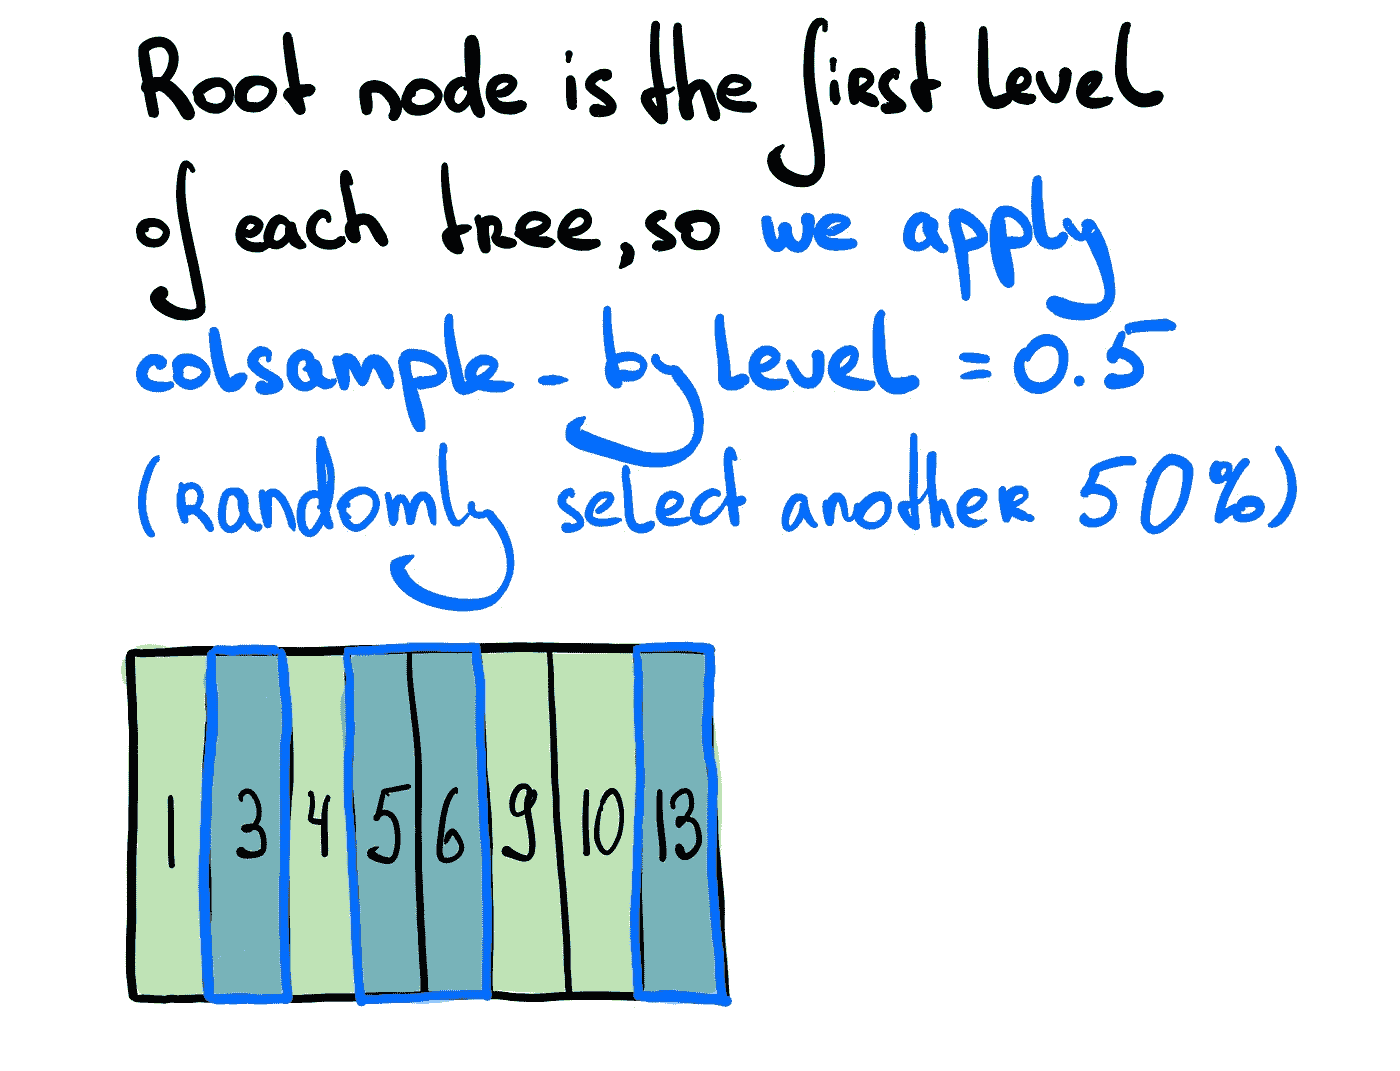 Root node is the first level
of each tree, so we apply
colsample_bylevel = 0.5
(randomly select another 50%)
1 3 4 5 6 9 10 13